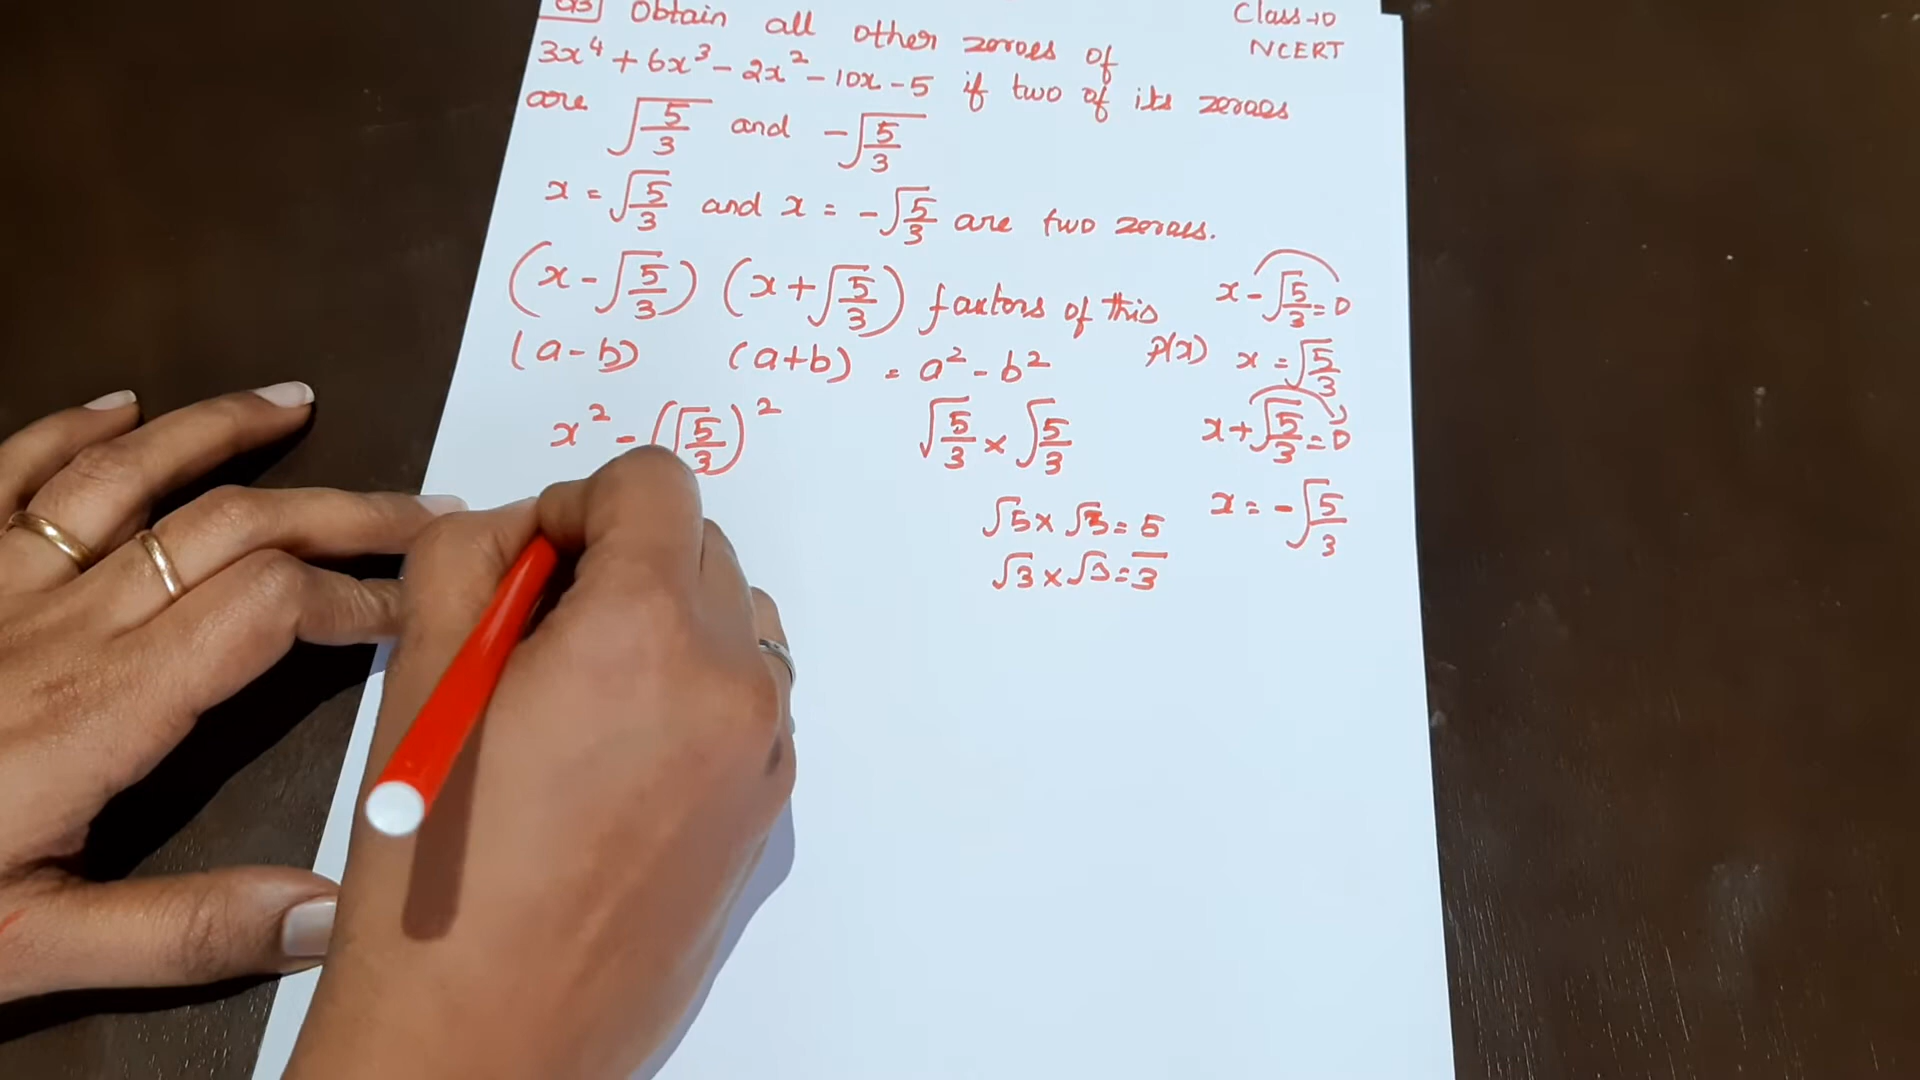 Q3] Obtain all other zeroes of
Class-10
NCERT
3x⁴ + 6x³ - 2x² - 10x - 5 if two of its zeroes
are √5/3 and -√5/3
x = √5/3 and x = -√5/3 are two zeroes.
(x - √5/3) (x + √5/3) factors of this
p(x)
(a - b) (a + b) = a² - b²
x² - (√5/3)²
√5/3 × √5/3
√5 × √5 = 5
√3 × √3 = 3
x - √5/3 = 0
x = √5/3
x + √5/3 = 0
x = -√5/3